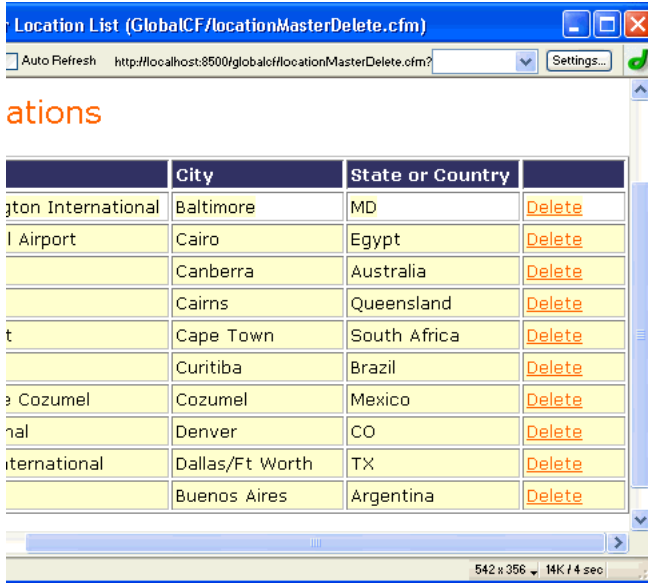 Location List (GlobalCF/locationMasterDelete.cfm)
Auto Refresh http://localhost:8500/globalcf/locationMasterDelete.cfm? Settings...
ations
City State or Country
gton International Baltimore MD Delete
l Airport Cairo Egypt Delete
Canberra Australia Delete
Cairns Queensland Delete
t Cape Town South Africa Delete
Curitiba Brazil Delete
e Cozumel Cozumel Mexico Delete
nal Denver CO Delete
ternational Dallas/Ft Worth TX Delete
Buenos Aires Argentina Delete
542 x 356 14K / 4 sec